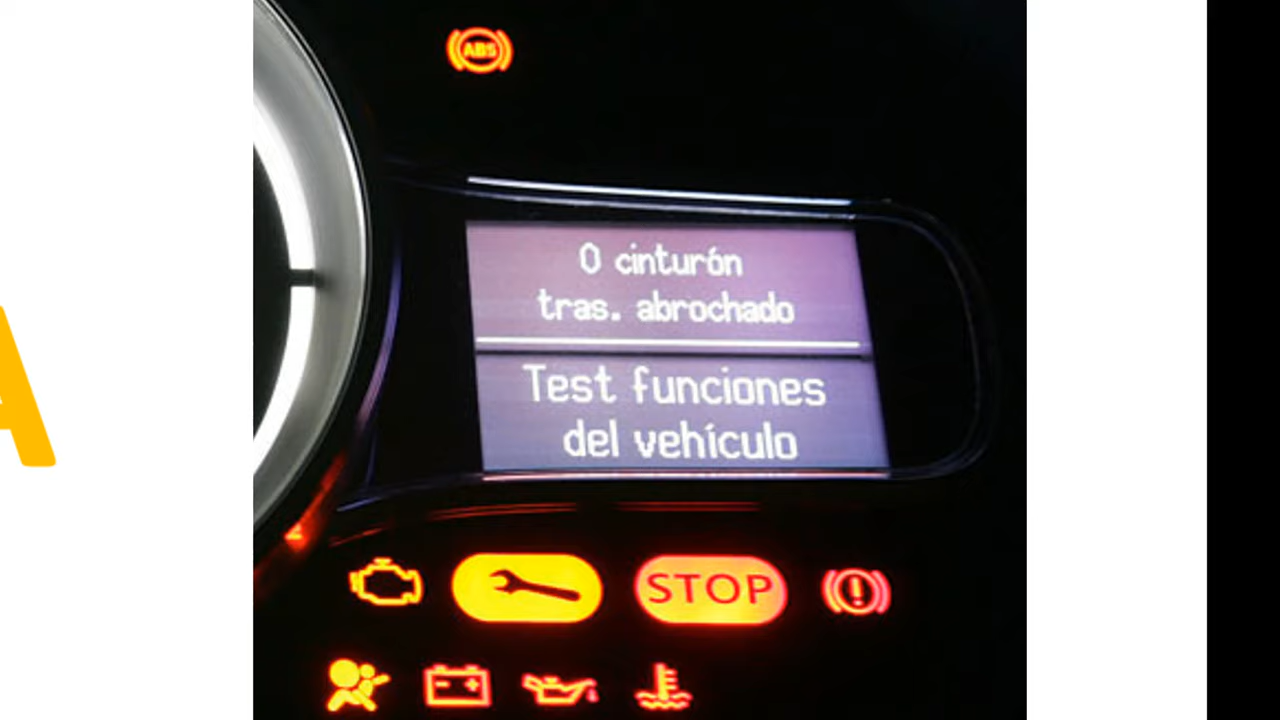 A
ABS
0 cinturón
tras. abrochado
Test funciones
del vehículo
STOP